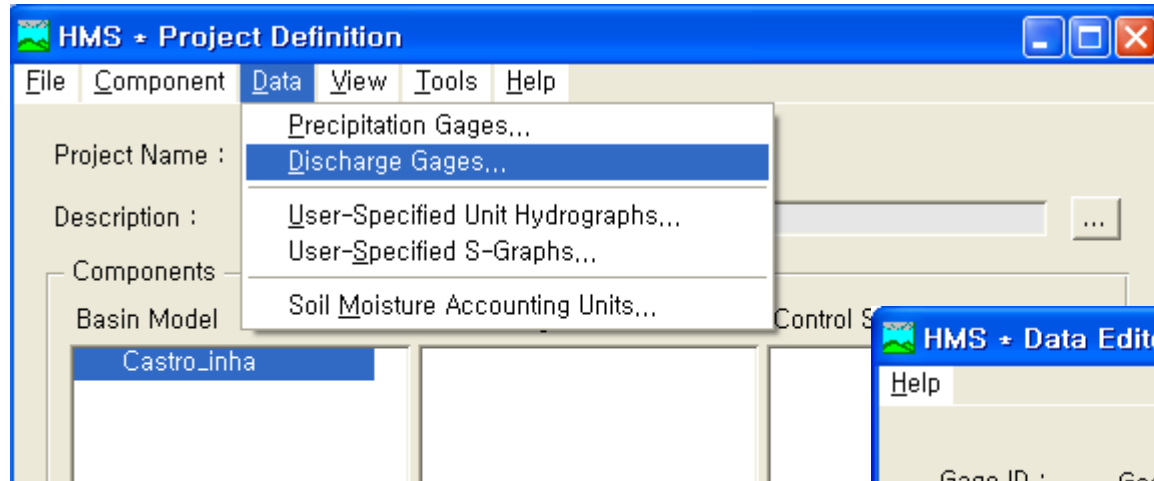 HMS * Project Definition
File Component Data View Tools Help
Precipitation Gages...
Project Name :
Discharge Gages...
Description :
User-Specified Unit Hydrographs...
...
User-Specified S-Graphs...
Components
Soil Moisture Accounting Units...
Basin Model
Control S
HMS * Data Edit
Castro_inha
Help
Gage ID :